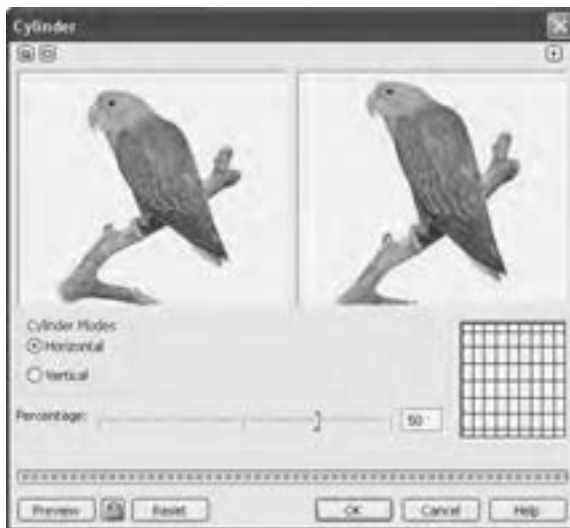 Cylinder
Cylinder Modes
Horizontal
Vertical
Percentage: 50
Preview Reset OK Cancel Help